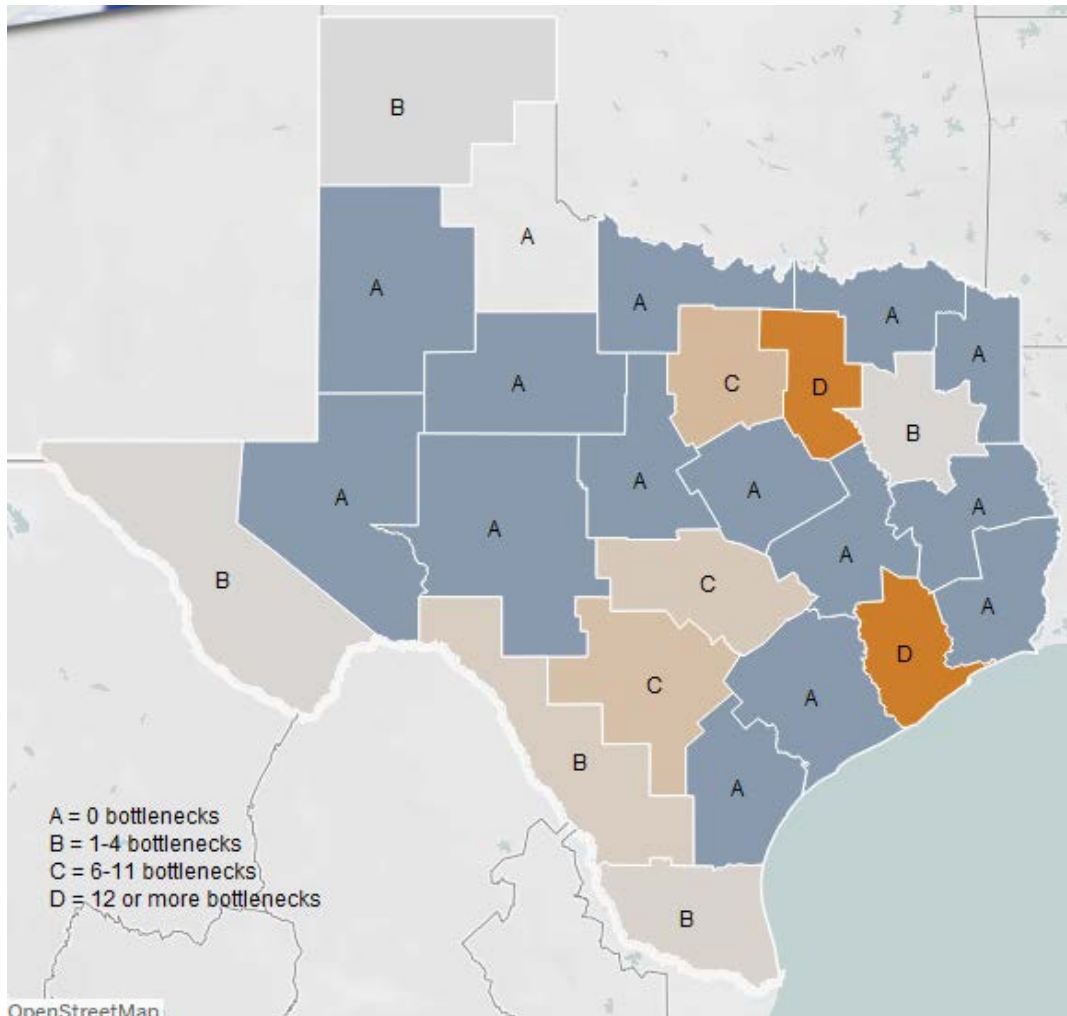 B
A
A
A
A
A
A
C
D
B
A
A
A
A
A
A
B
C
A
D
C
A
B
A
B
A = 0 bottlenecks
B = 1-4 bottlenecks
C = 6-11 bottlenecks
D = 12 or more bottlenecks
OpenStreetMap